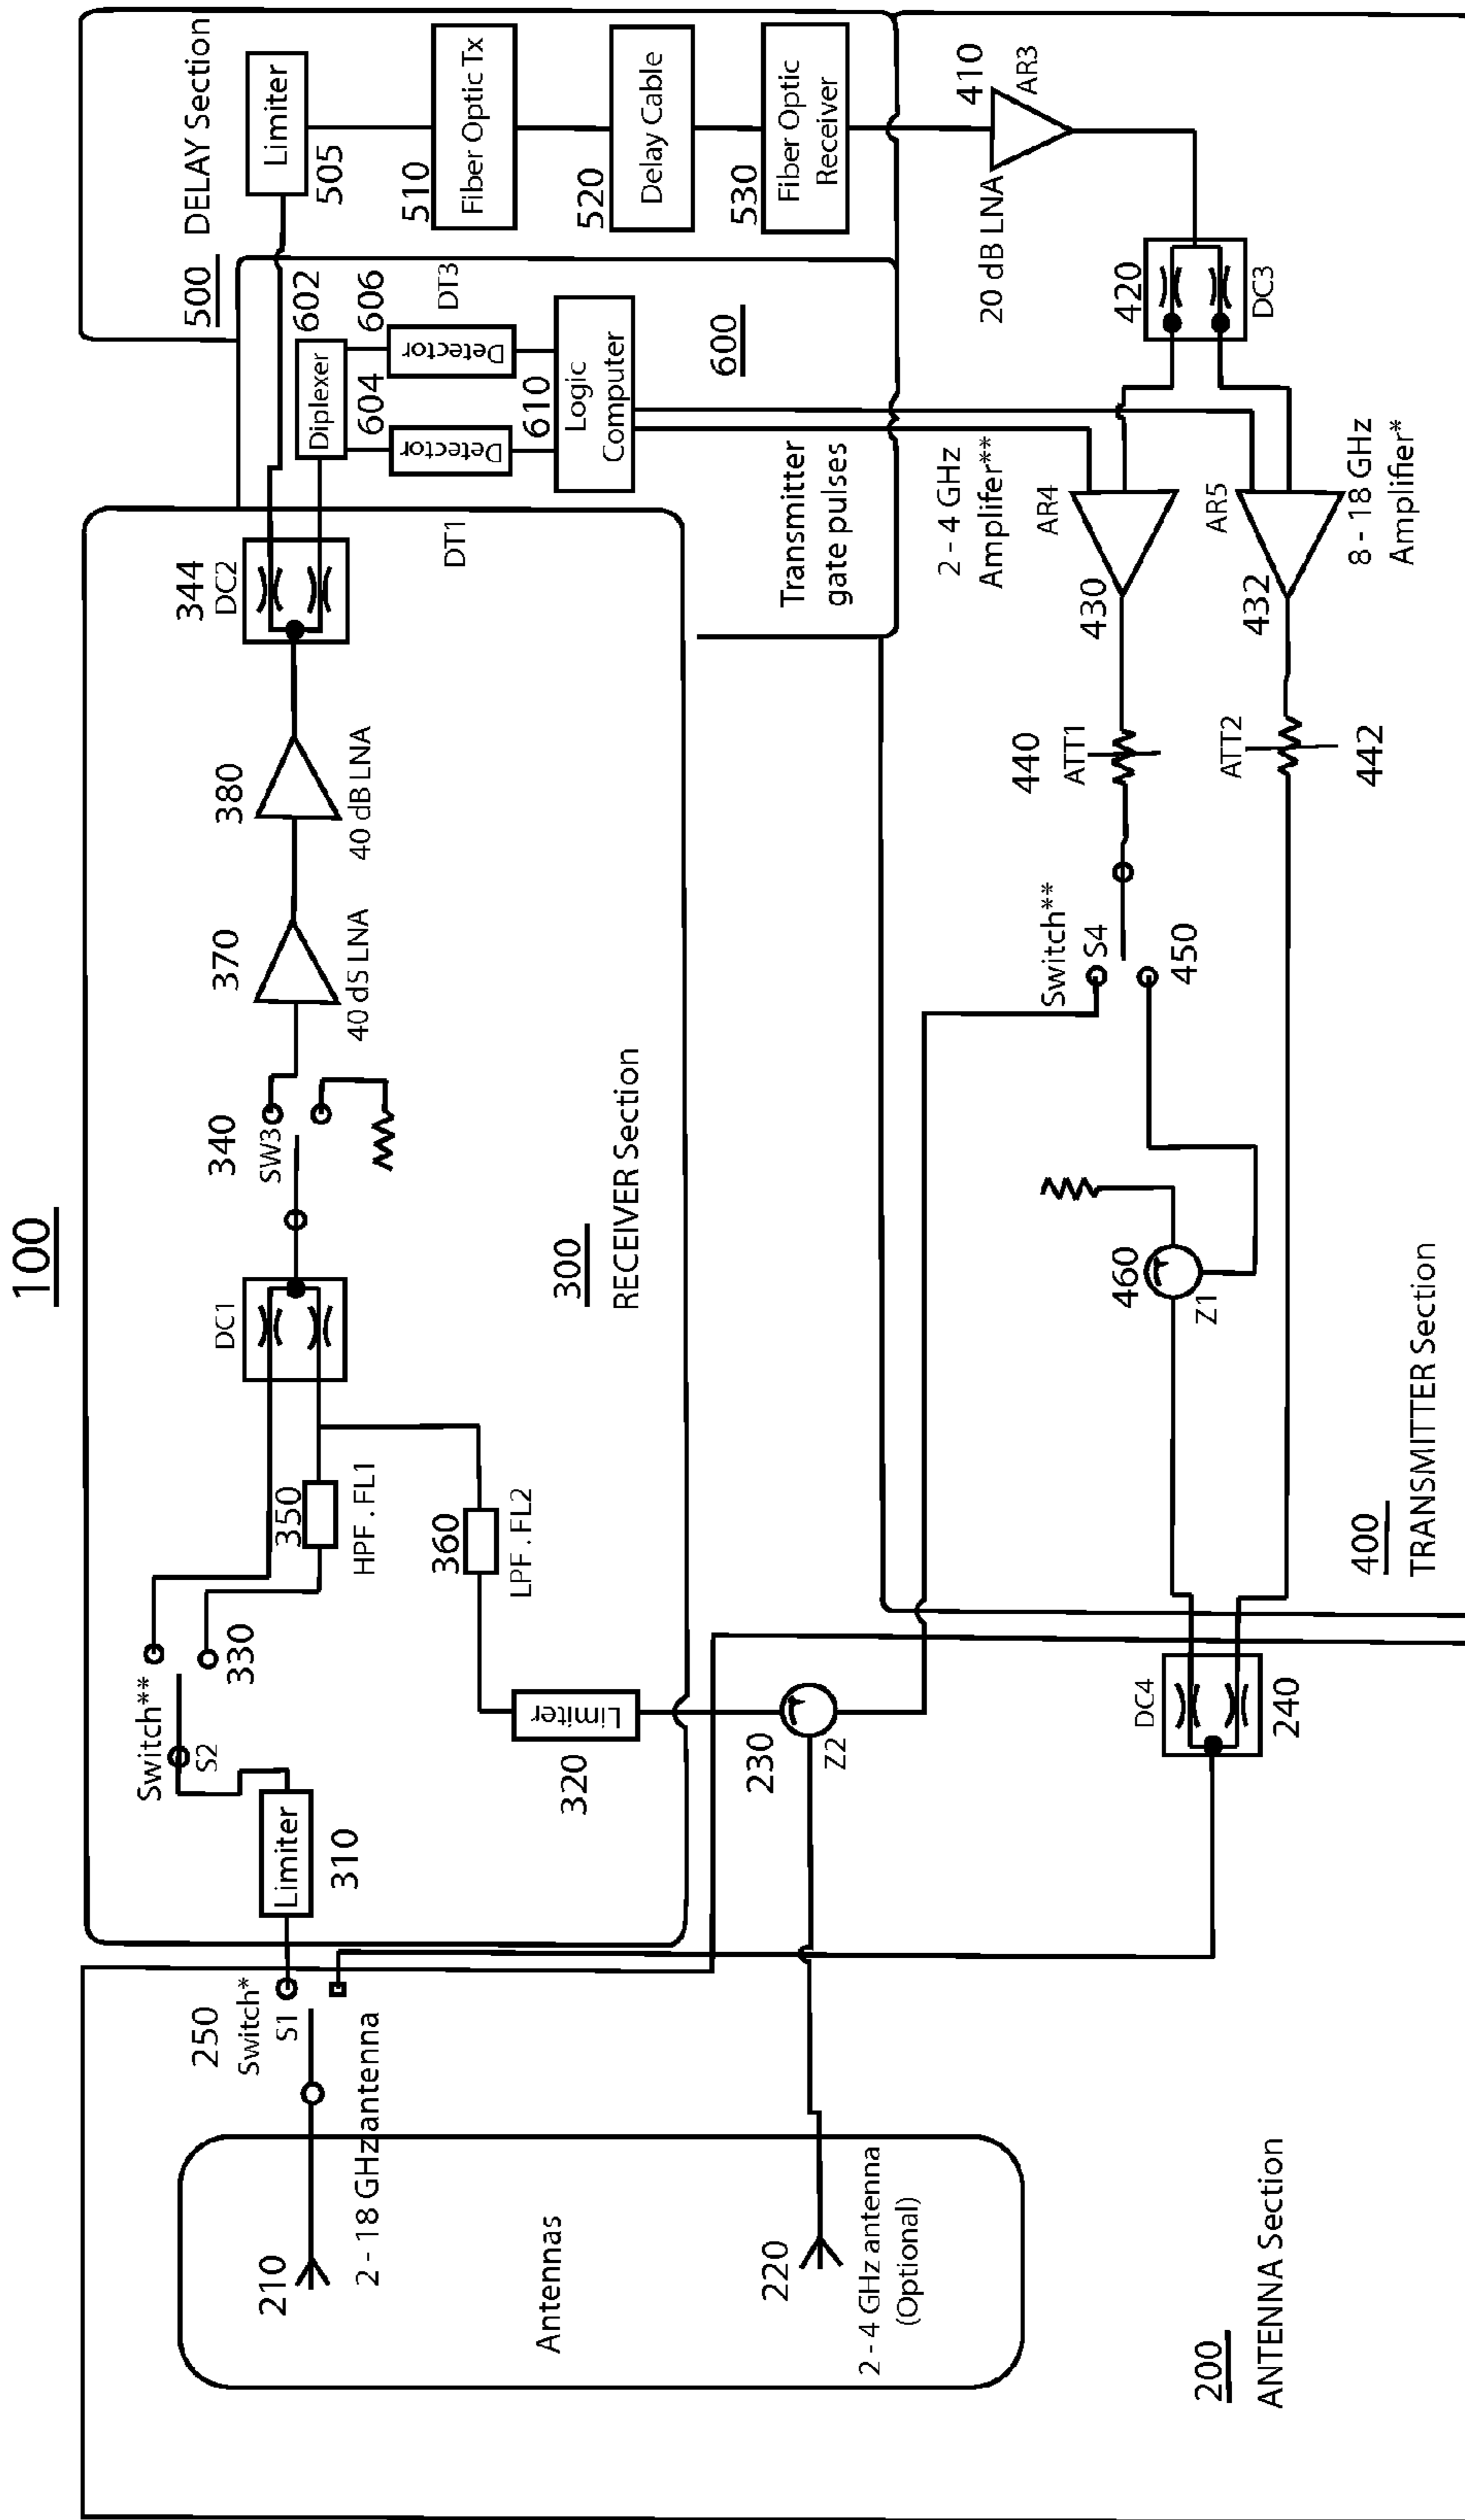 100
500
DELAY Section
Limiter
505
510
Fiber Optic Tx
520
Delay Cable
530
Fiber Optic
Receiver
410
AR3
20 dB LNA
420
DC3
602
Diplexer
604
606
DT3
Detector
Detector
DT1
610
Logic
Computer
600
Transmitter
gate pulses
344
DC2
380
40 dB LNA
370
40 dS LNA
340
SW3
DC1
350
HPF . FL1
360
LPF . FL2
330
Switch**
S2
Limiter
310
Limiter
320
300
RECEIVER Section
250
Switch*
S1
210
2 - 18 GHz antenna
Antennas
220
2 - 4 GHz antenna
(Optional)
200
ANTENNA Section
230
Z2
DC4
240
2 - 4 GHz
Amplifer**
AR4
430
AR5
432
8 - 18 GHz
Amplifier*
440
ATT1
ATT2
442
Switch**
S4
450
460
Z1
400
TRANSMITTER Section